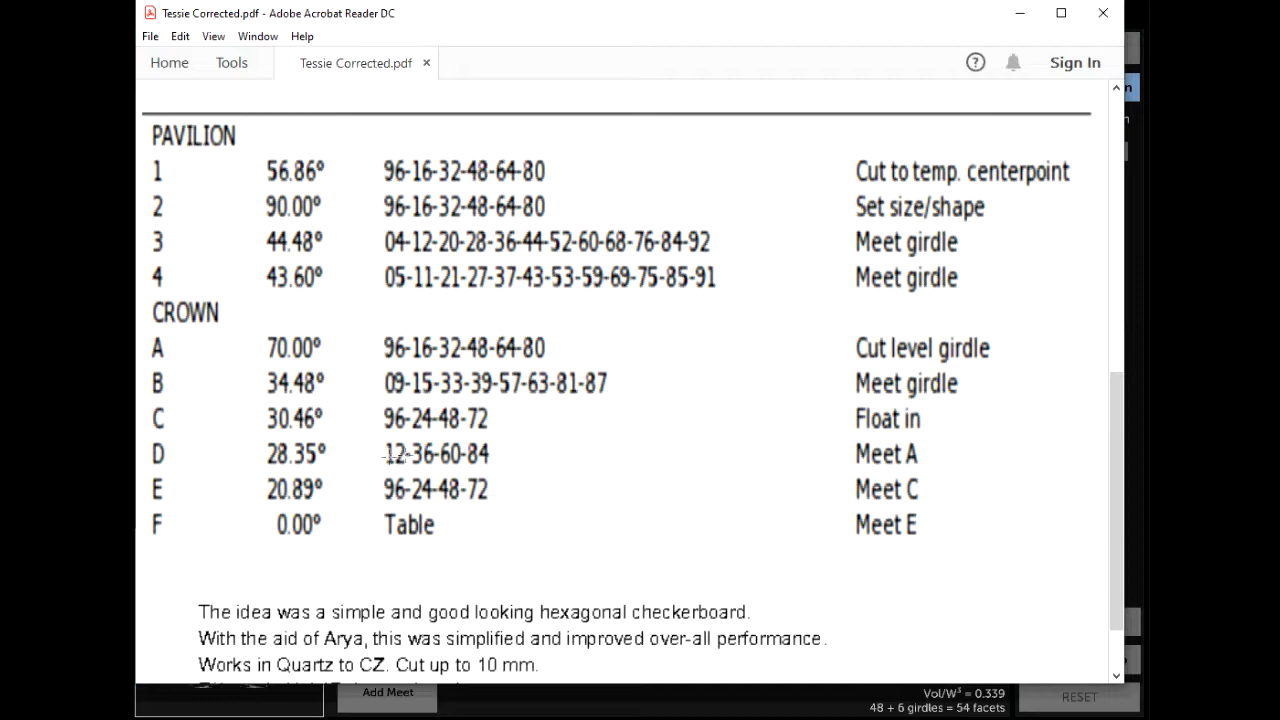 Tessie Corrected.pdf - Adobe Acrobat Reader DC
File Edit View Window Help
Home Tools Tessie Corrected.pdf × Sign In
PAVILION
1 56.86° 96-16-32-48-64-80 Cut to temp. centerpoint
2 90.00° 96-16-32-48-64-80 Set size/shape
3 44.48° 04-12-20-28-36-44-52-60-68-76-84-92 Meet girdle
4 43.60° 05-11-21-27-37-43-53-59-69-75-85-91 Meet girdle
CROWN
A 70.00° 96-16-32-48-64-80 Cut level girdle
B 34.48° 09-15-33-39-57-63-81-87 Meet girdle
C 30.46° 96-24-48-72 Float in
D 28.35° 12-36-60-84 Meet A
E 20.89° 96-24-48-72 Meet C
F 0.00° Table Meet E
The idea was a simple and good looking hexagonal checkerboard.
With the aid of Arya, this was simplified and improved over-all performance.
Works in Quartz to CZ. Cut up to 10 mm.
Add Meet
Vol/W³ = 0.339
48 + 6 girdles = 54 facets
RESET